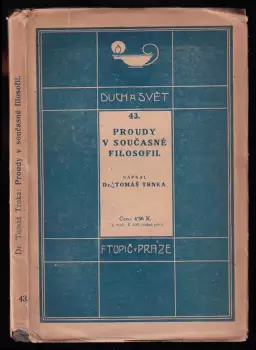 Dr. Tomáš Trnka: Proudy v současné filosofii.
43.
DUCH A SVĚT
43.
PROUDY
V SOUČASNÉ
FILOSOFII.
NAPSAL
Dr. TOMÁŠ TRNKA
Cena
K
F. TOPIČ • PRAZE